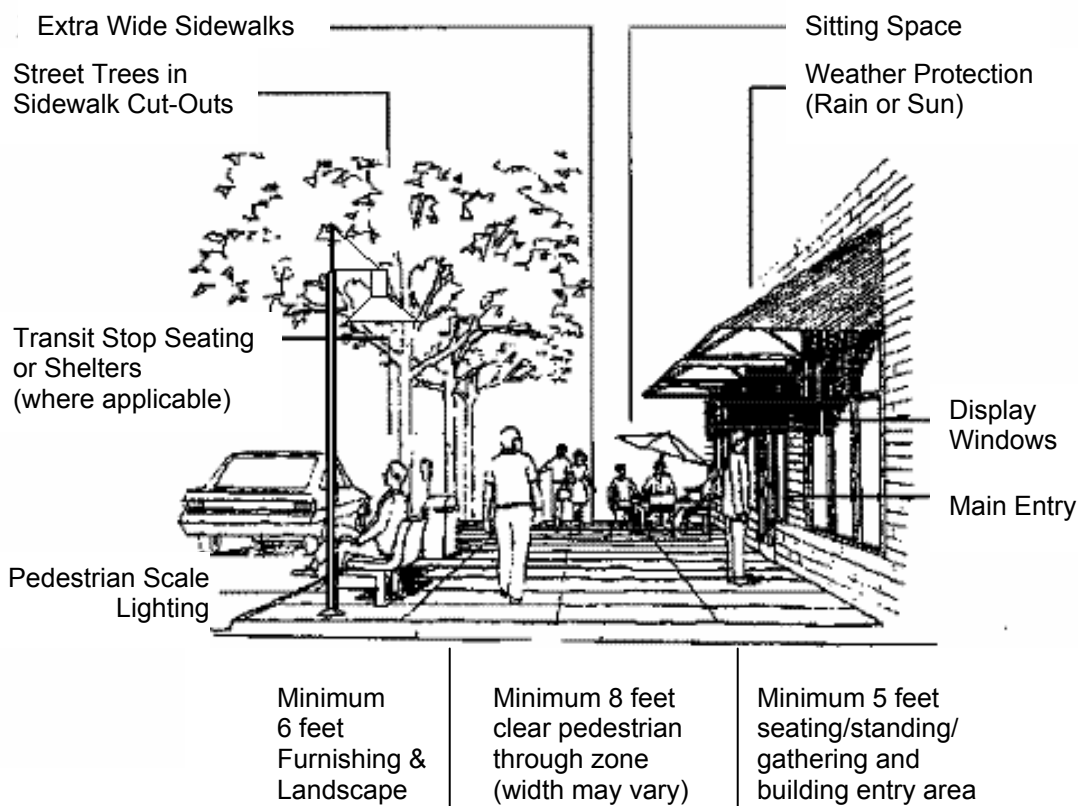 Extra Wide Sidewalks
Sitting Space
Street Trees in
Sidewalk Cut-Outs
Weather Protection
(Rain or Sun)
Transit Stop Seating
or Shelters
(where applicable)
Display
Windows
Main Entry
Pedestrian Scale
Lighting
Minimum
6 feet
Furnishing &
Landscape
Minimum 8 feet
clear pedestrian
through zone
(width may vary)
Minimum 5 feet
seating/standing/
gathering and
building entry area